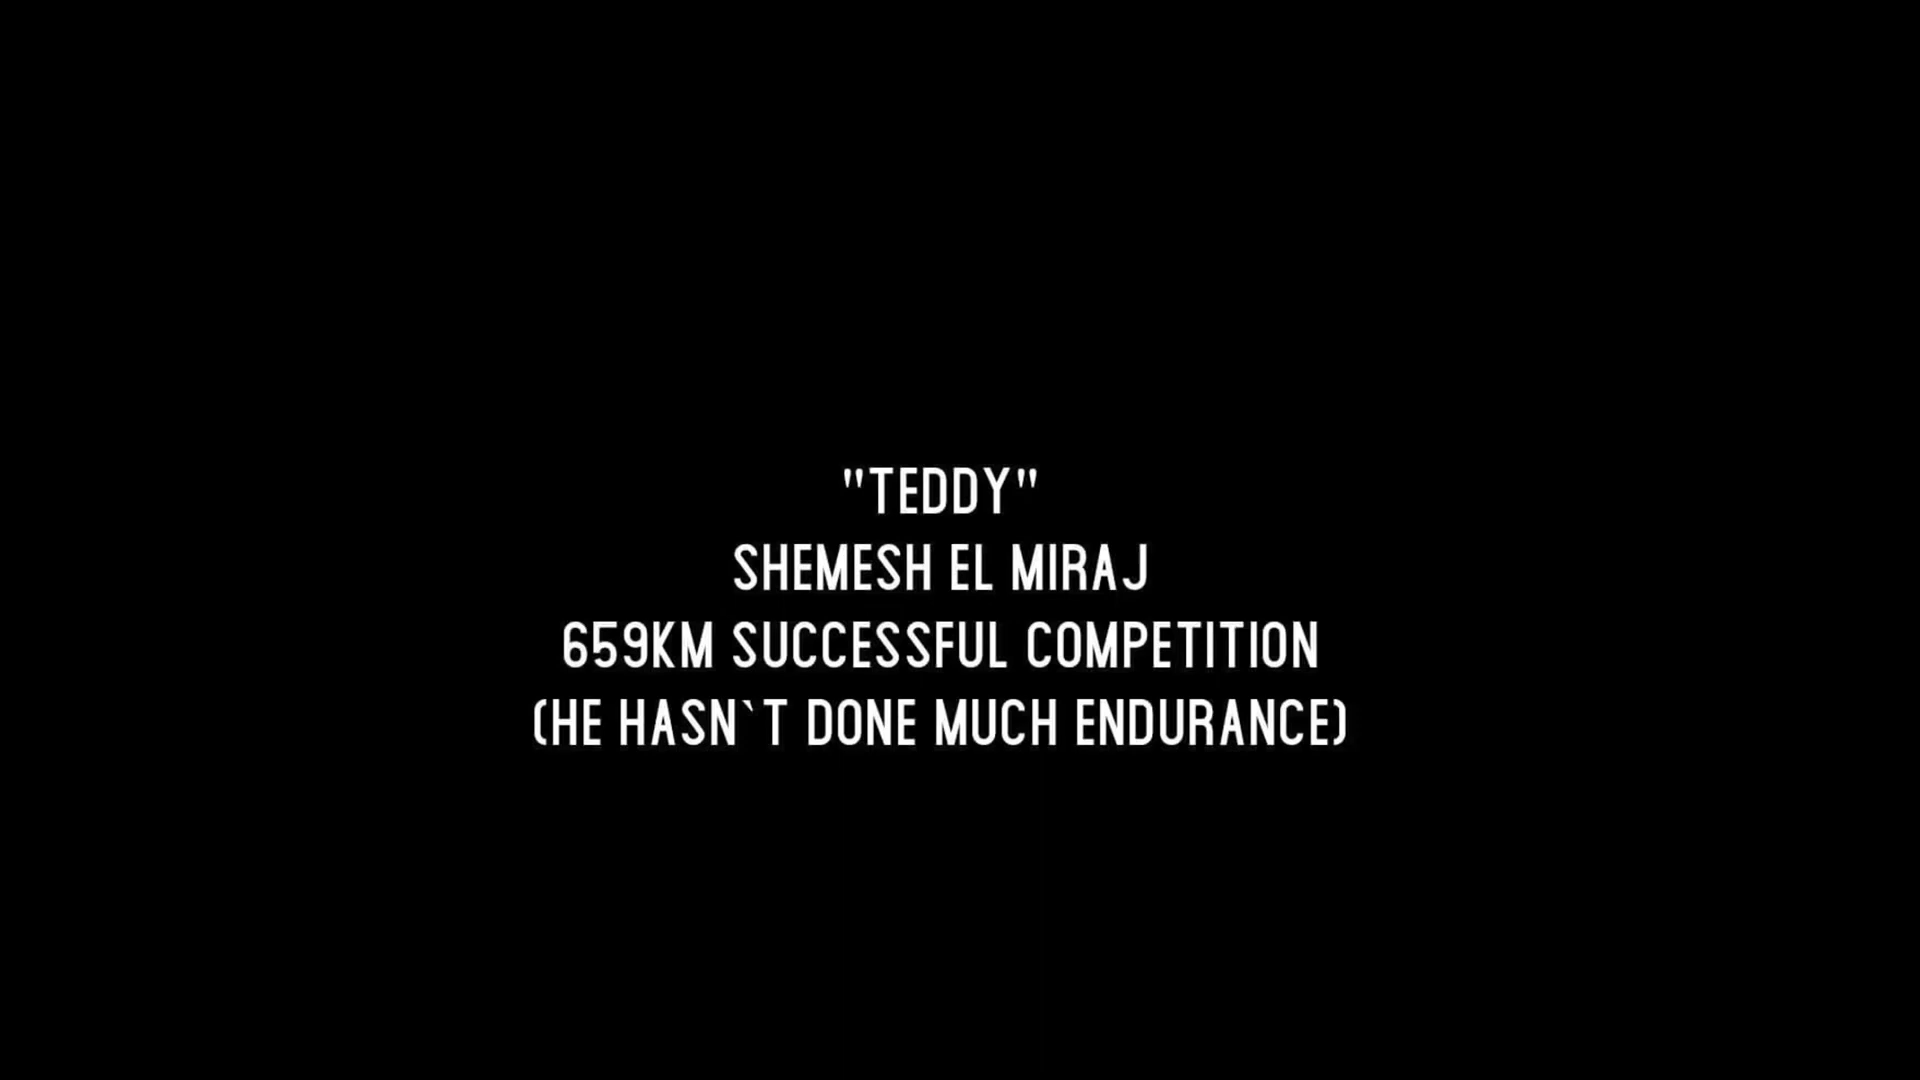 "TEDDY"
SHEMESH EL MIRAJ
659KM SUCCESSFUL COMPETITION
(HE HASN`T DONE MUCH ENDURANCE)